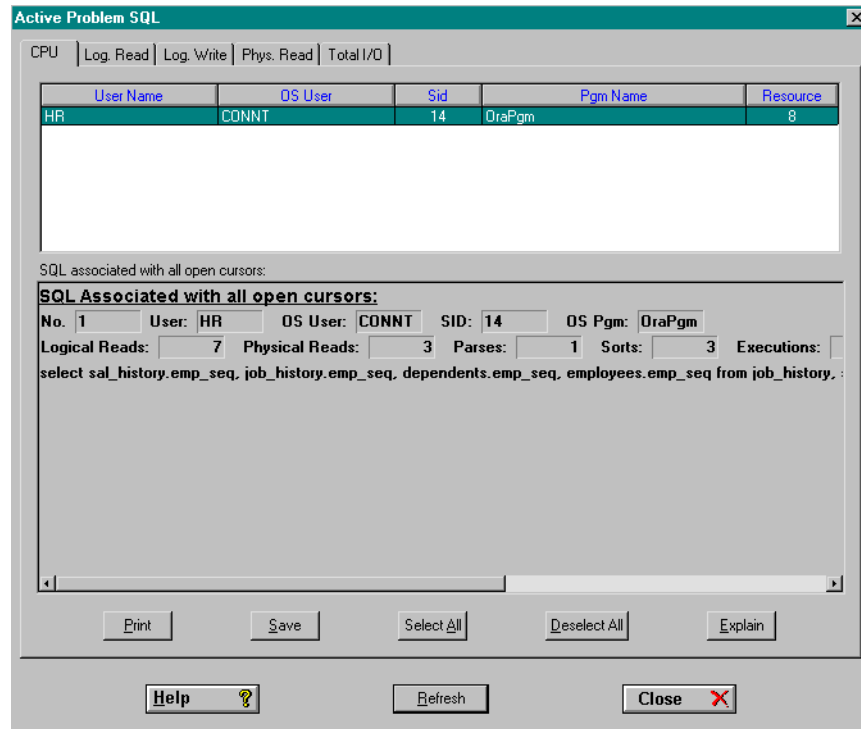 Active Problem SQL
CPU Log. Read Log. Write Phys. Read Total I/O
User Name OS User Sid Pgm Name Resource
HR CONNT 14 OraPgm 8
SQL associated with all open cursors:
SQL Associated with all open cursors:
No. 1 User: HR OS User: CONNT SID: 14 OS Pgm: OraPgm
Logical Reads: 7 Physical Reads: 3 Parses: 1 Sorts: 3 Executions:
select sal_history.emp_seq, job_history.emp_seq, dependents.emp_seq, employees.emp_seq from job_history,
Print Save Select All Deselect All Explain
Help ? Refresh Close